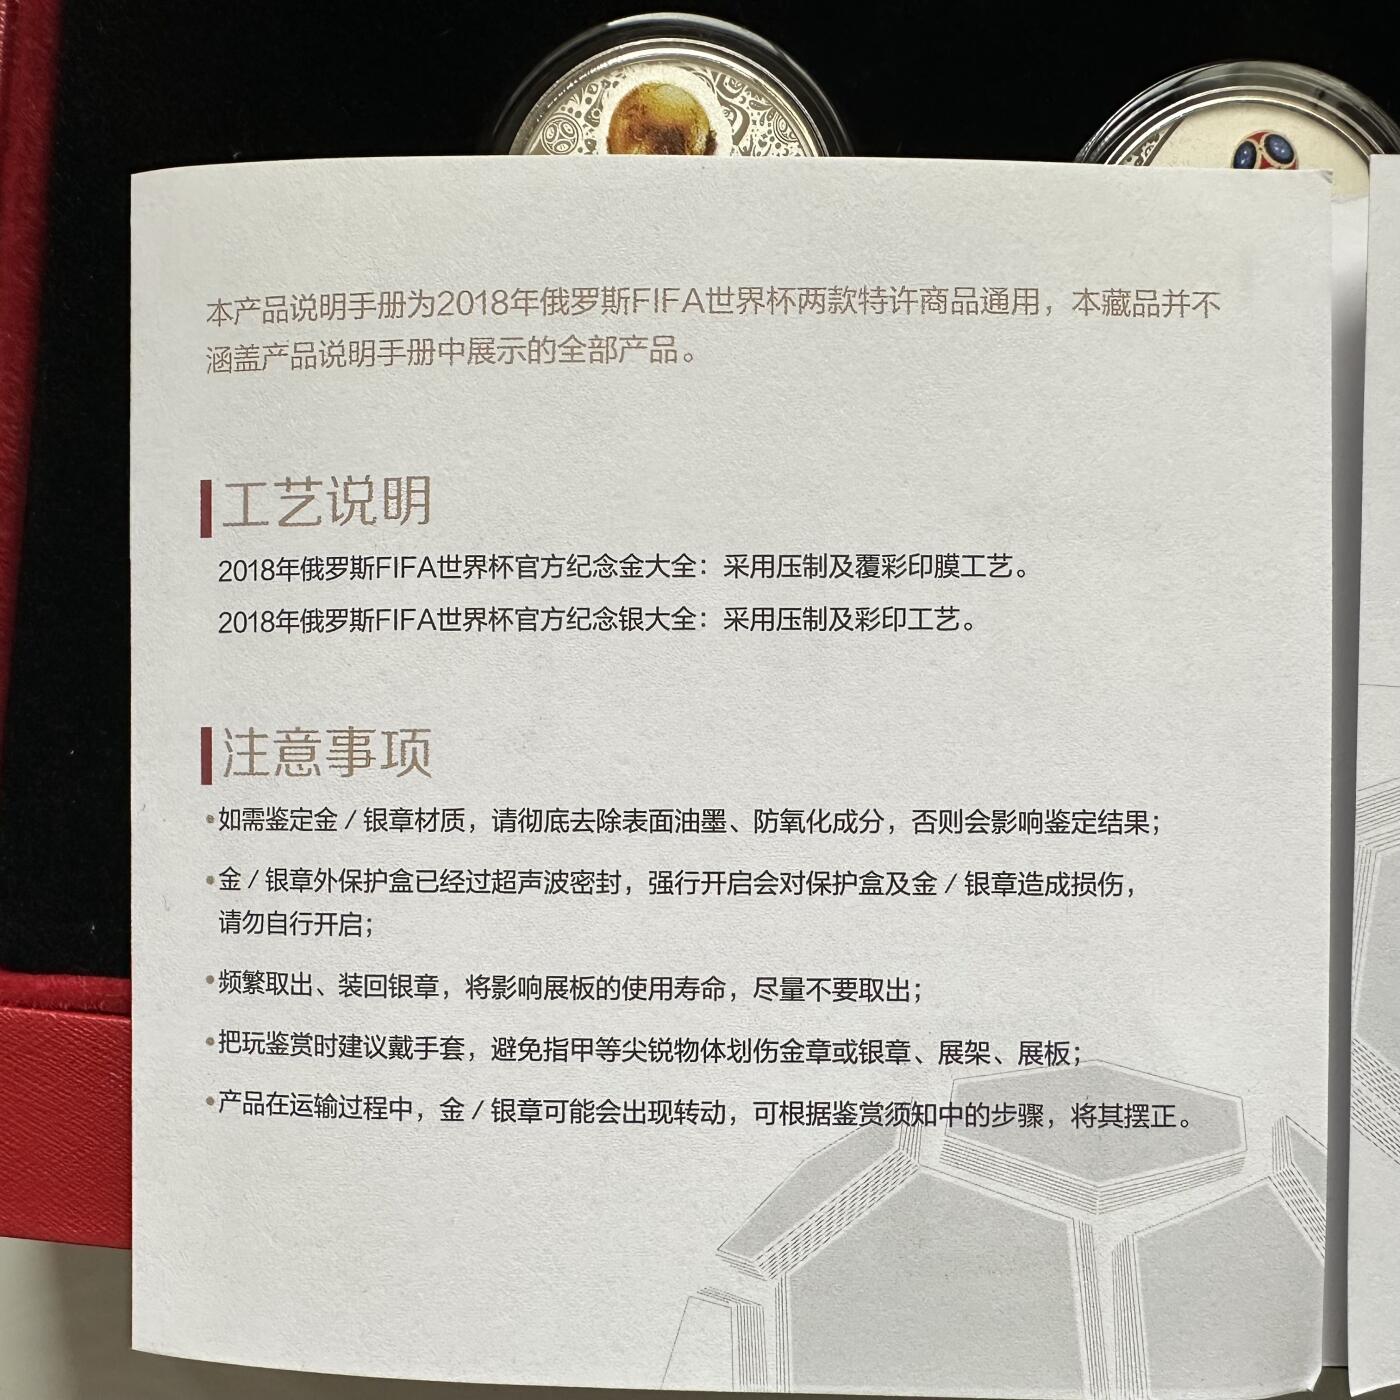 本产品说明手册为2018年俄罗斯FIFA世界杯两款特许商品通用，本藏品并不
涵盖产品说明手册中展示的全部产品。
工艺说明
2018年俄罗斯FIFA世界杯官方纪念金大全：采用压制及覆彩印膜工艺。
2018年俄罗斯FIFA世界杯官方纪念银大全：采用压制及彩印工艺。
注意事项
•如需鉴定金/银章材质，请彻底去除表面油墨、防氧化成分，否则会影响鉴定结果；
•金/银章外保护盒已经过超声波密封，强行开启会对保护盒及金/银章造成损伤，
请勿自行开启；
•频繁取出、装回银章，将影响展板的使用寿命，尽量不要取出；
•把玩鉴赏时建议戴手套，避免指甲等尖锐物体划伤金章或银章、展架、展板；
•产品在运输过程中，金/银章可能会出现转动，可根据鉴赏须知中的步骤，将其摆正。